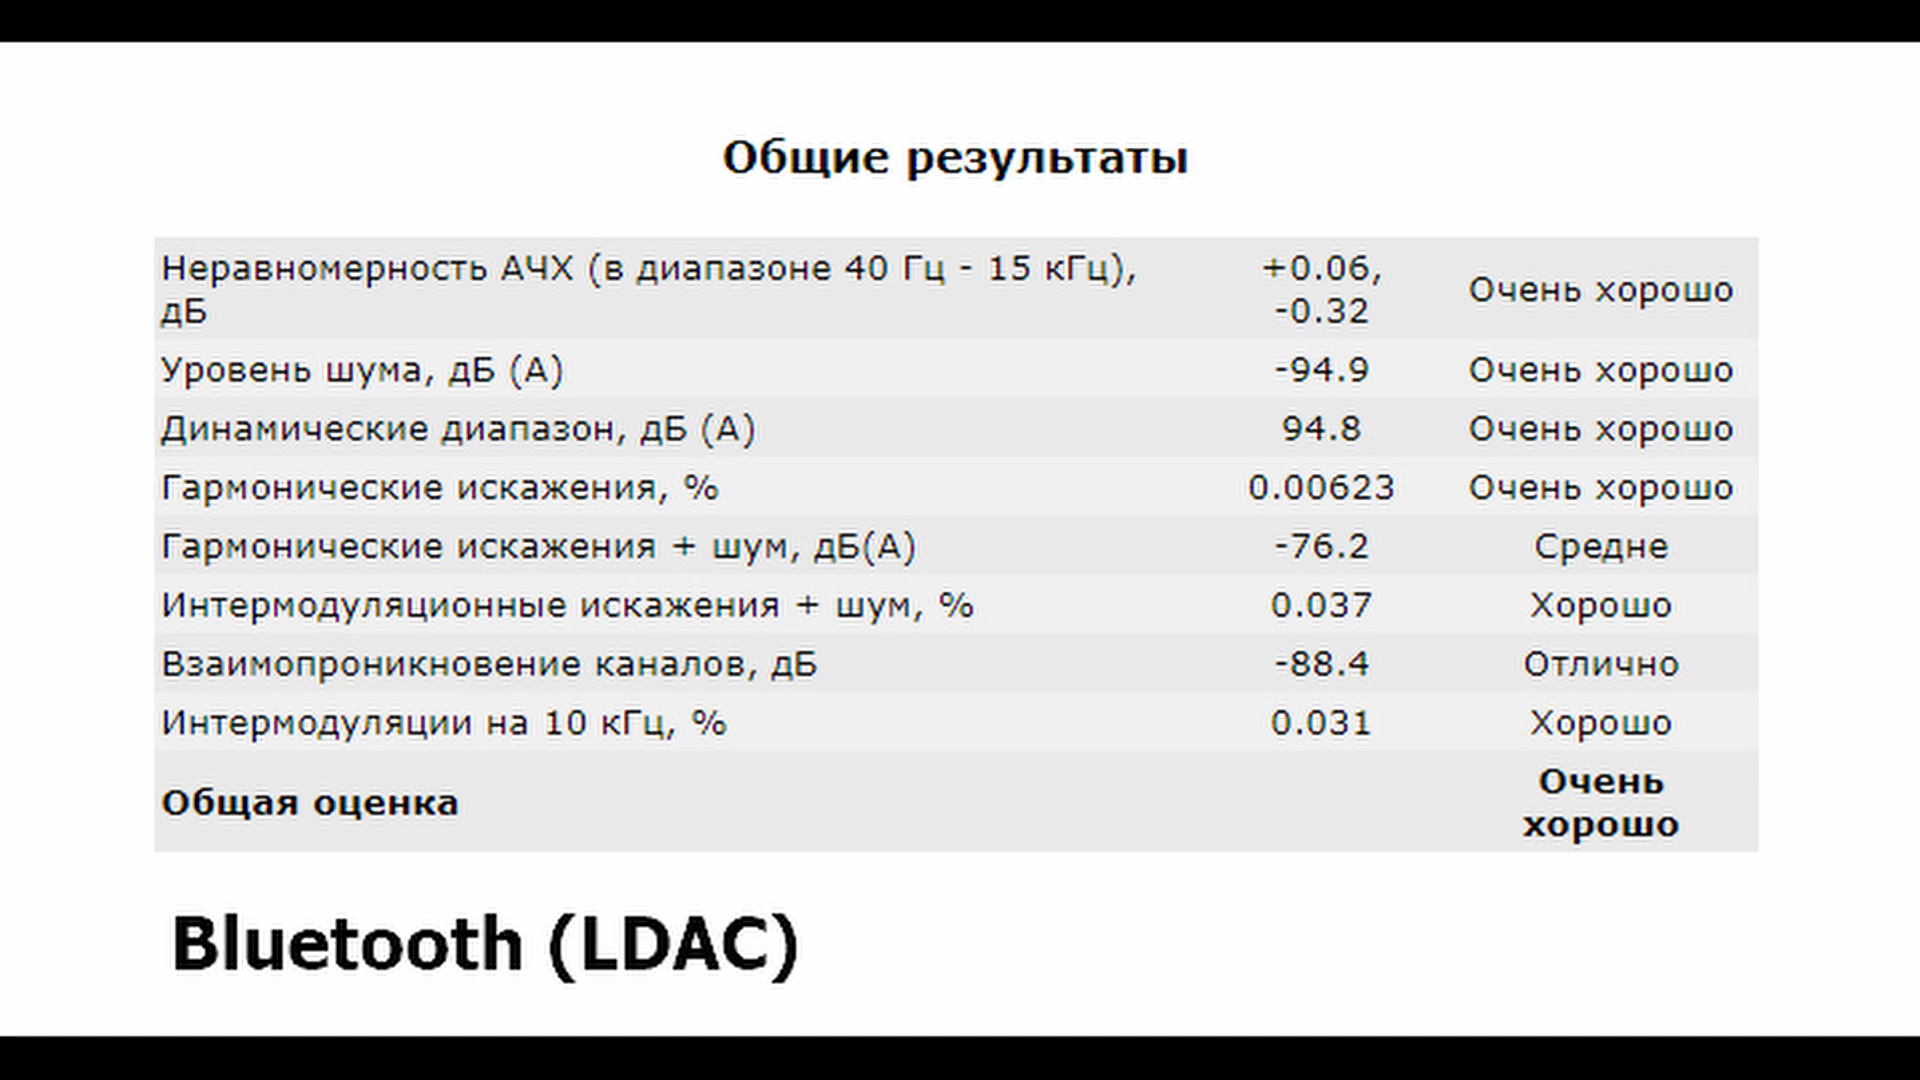 Общие результаты
Неравномерность АЧХ (в диапазоне 40 Гц - 15 кГц), +0.06, Очень хорошо
дБ -0.32
Уровень шума, дБ (А) -94.9 Очень хорошо
Динамический диапазон, дБ (А) 94.8 Очень хорошо
Гармонические искажения, % 0.00623 Очень хорошо
Гармонические искажения + шум, дБ(A) -76.2 Средне
Интермодуляционные искажения + шум, % 0.037 Хорошо
Взаимопроникновение каналов, дБ -88.4 Отлично
Интермодуляции на 10 кГц, % 0.031 Хорошо
Общая оценка Очень
хорошо
Bluetooth (LDAC)